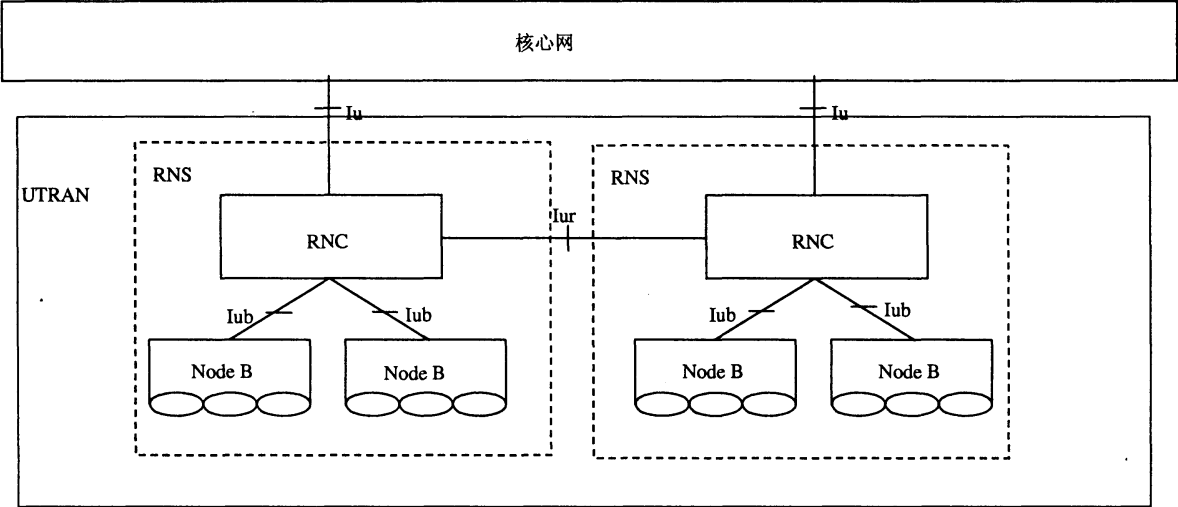 核心网
Iu
Iu
UTRAN
RNS
RNS
RNC
Iur
RNC
Iub
Iub
Iub
Iub
Node B
Node B
Node B
Node B